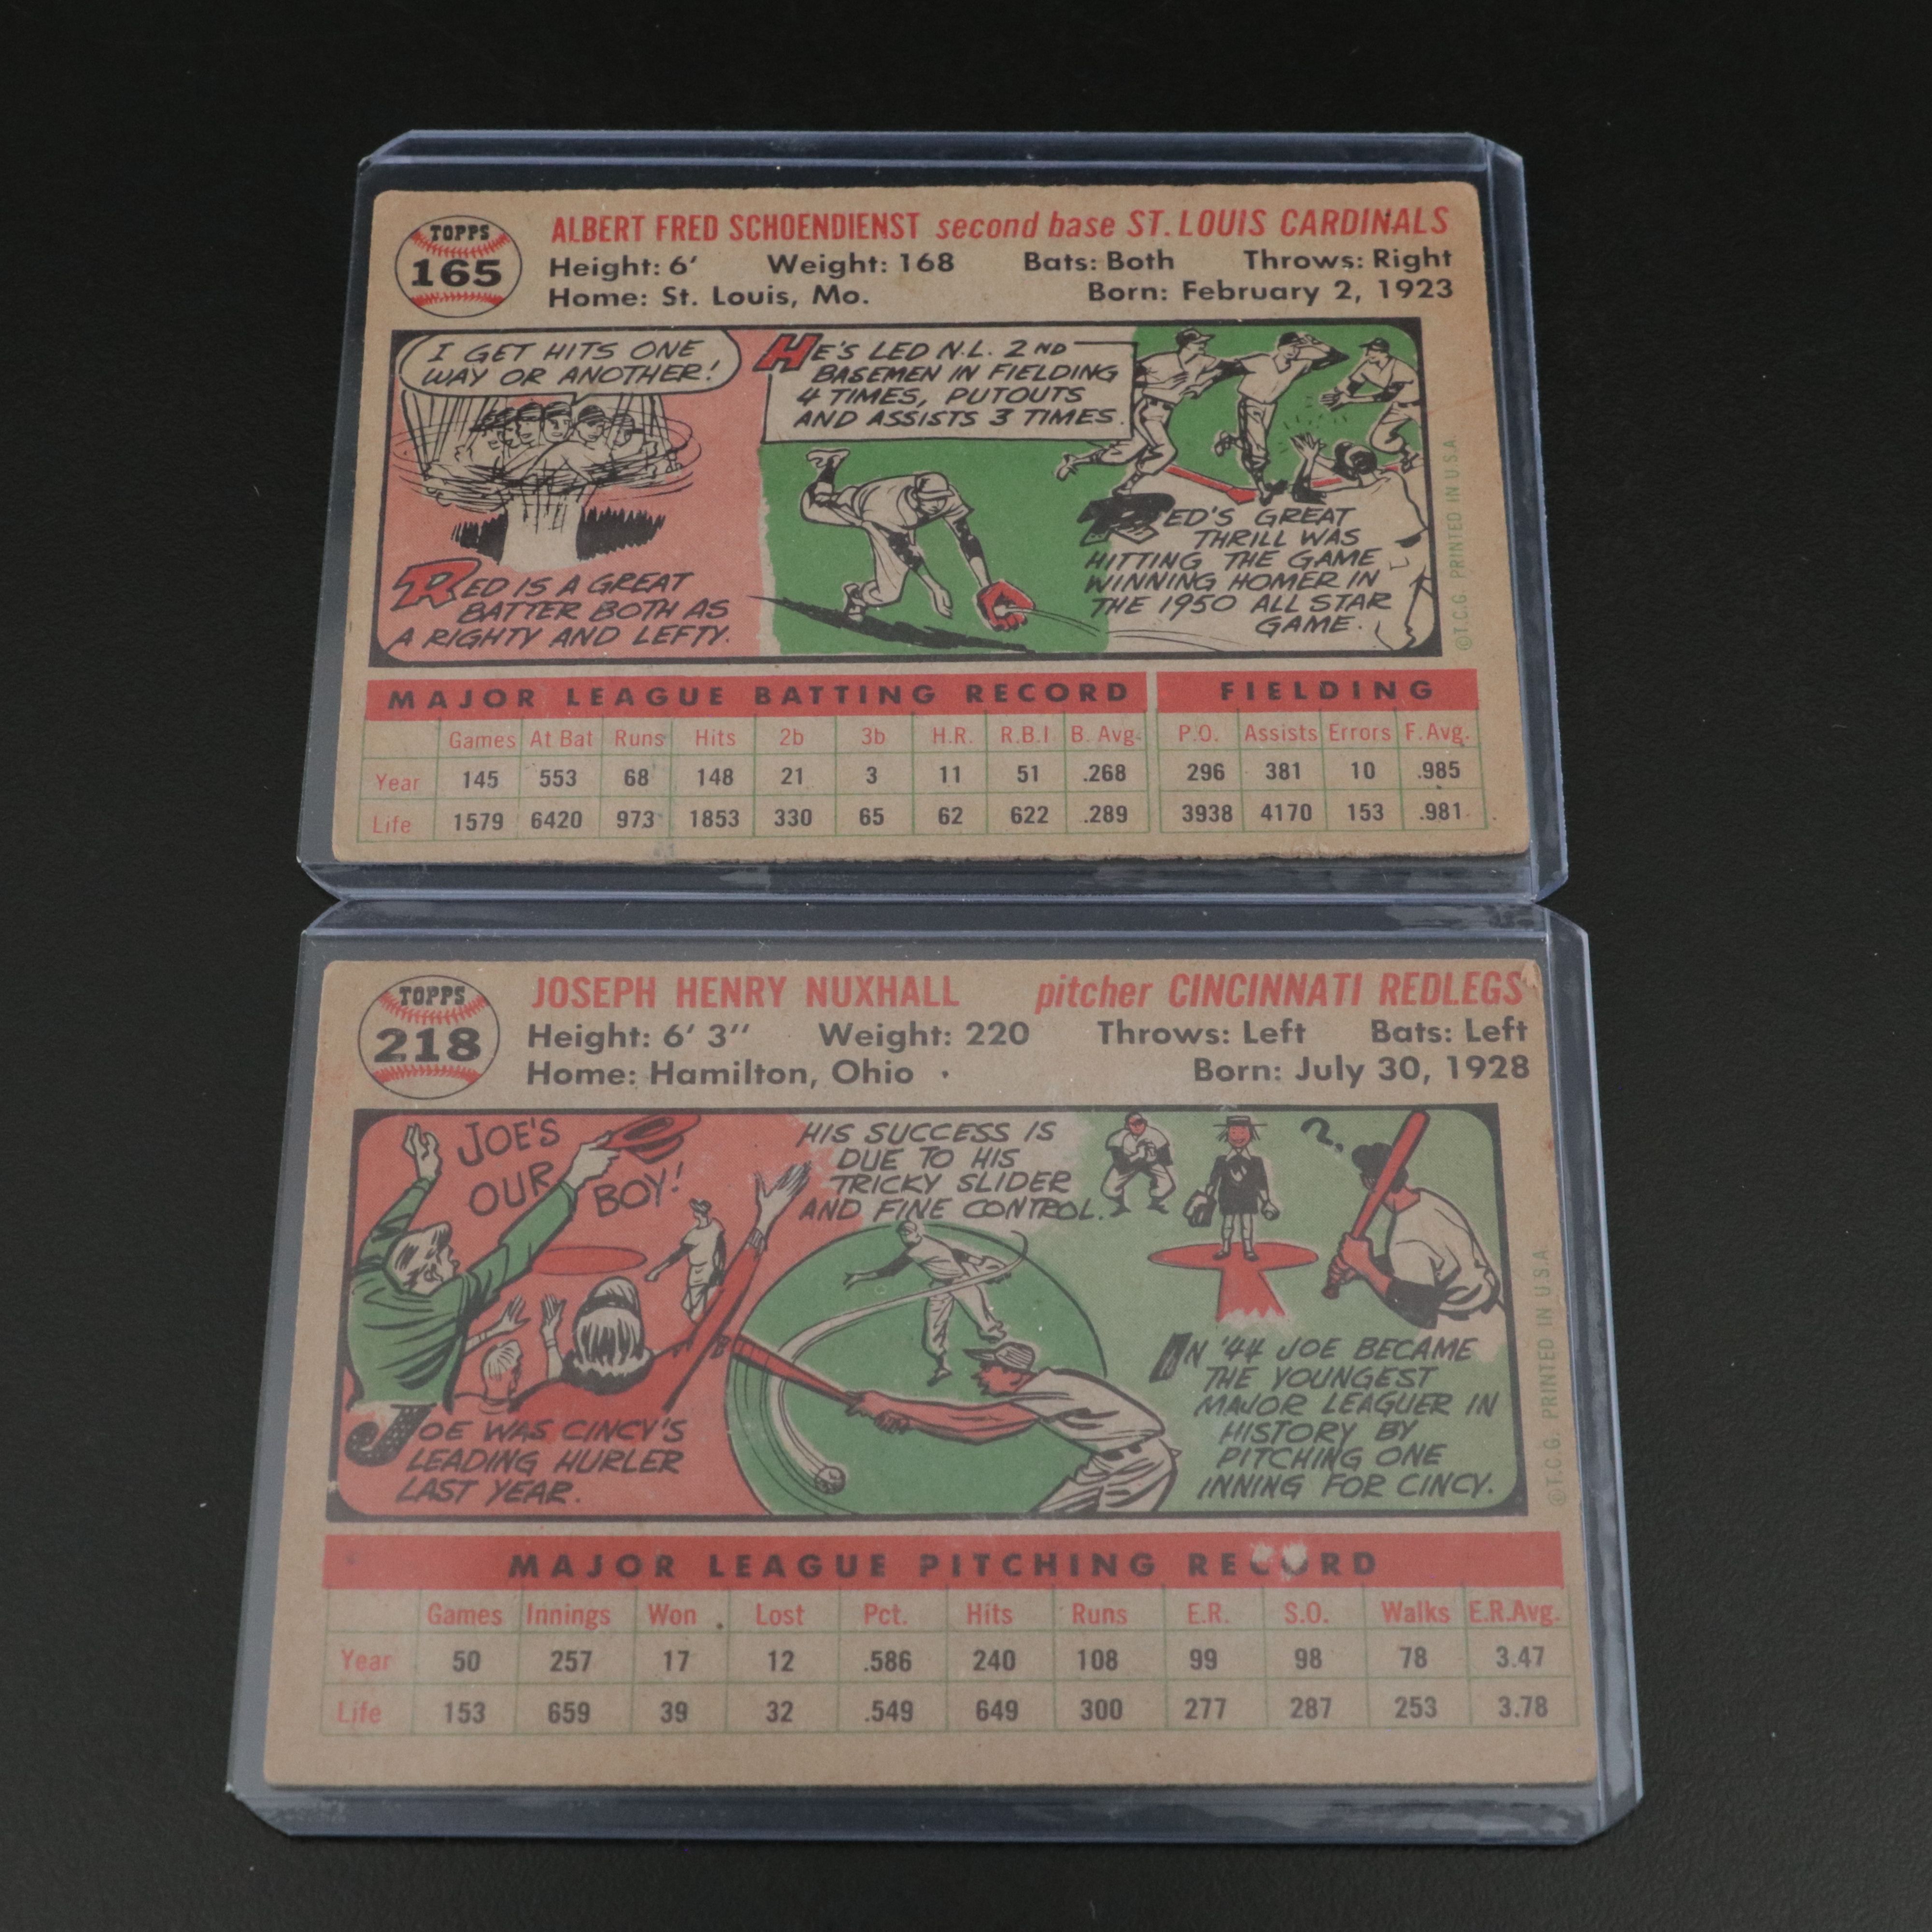 TOPPS
165
ALBERT FRED SCHOENDIENST second base ST. LOUIS CARDINALS
Height: 6' Weight: 168 Bats: Both Throws: Right
Home: St. Louis, Mo. Born: February 2, 1923
I GET HITS ONE
WAY OR ANOTHER!
RED IS A GREAT
BATTER BOTH AS
A RIGHTY AND LEFTY.
HE'S LED N.L. 2ND
BASEMEN IN FIELDING
4 TIMES, PUTOUTS
AND ASSISTS 3 TIMES.
RED'S GREAT
THRILL WAS
HITTING THE GAME
WINNING HOMER IN
THE 1950 ALL STAR
GAME.
©T.C.G. PRINTED IN U.S.A.
MAJOR LEAGUE BATTING RECORD FIELDING
Games At Bat Runs Hits 2b 3b H.R. R.B.I B. Avg. P.O. Assists Errors F. Avg.
Year 145 553 68 148 21 3 11 51 .268 296 381 10 .985
Life 1579 6420 973 1853 330 65 62 622 .289 3938 4170 153 .981
TOPPS
218
JOSEPH HENRY NUXHALL pitcher CINCINNATI REDLEGS
Height: 6' 3" Weight: 220 Throws: Left Bats: Left
Home: Hamilton, Ohio Born: July 30, 1928
JOE'S
OUR
BOY!
JOE WAS CINCY'S
LEADING HURLER
LAST YEAR.
HIS SUCCESS IS
DUE TO HIS
TRICKY SLIDER
AND FINE CONTROL.
?
IN '44 JOE BECAME
THE YOUNGEST
MAJOR LEAGUER IN
HISTORY BY
PITCHING ONE
INNING FOR CINCY.
©T.C.G. PRINTED IN U.S.A.
MAJOR LEAGUE PITCHING RECORD
Games Innings Won Lost Pct. Hits Runs E.R. S.O. Walks E.R.Avg.
Year 50 257 17 12 .586 240 108 99 98 78 3.47
Life 153 659 39 32 .549 649 300 277 287 253 3.78